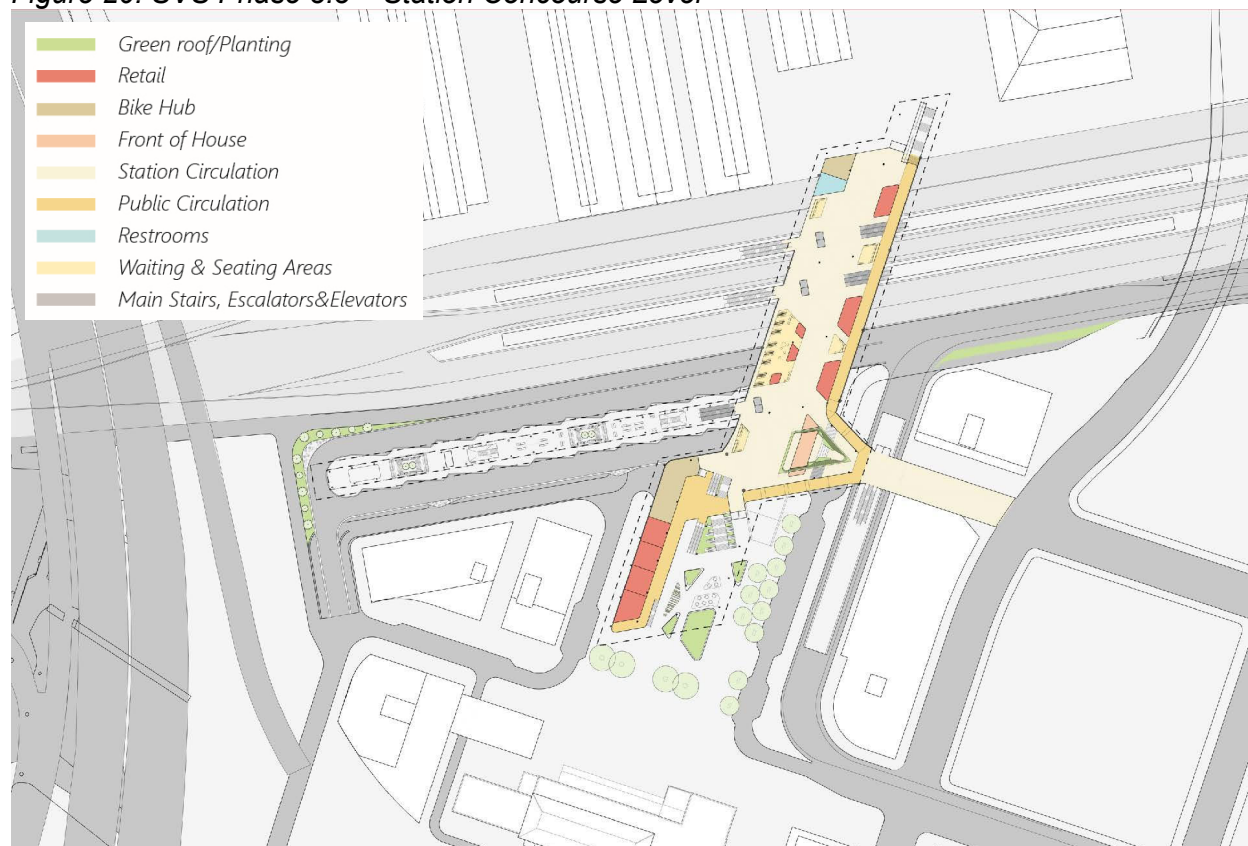 Green roof/Planting
Retail
Bike Hub
Front of House
Station Circulation
Public Circulation
Restrooms
Waiting & Seating Areas
Main Stairs, Escalators&Elevators